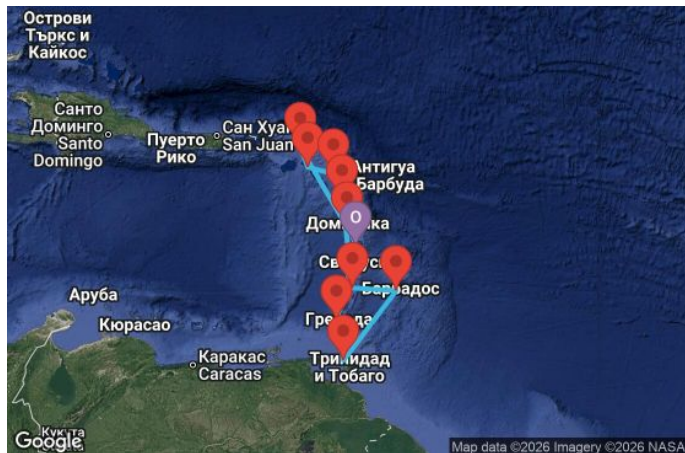 Острови
Търкс и
Кайкос
Санто
Доминго
Santo
Domingo
Пуерто
Рико
Сан Хуан
San Juan
Антигуа
Барбуда
O
Аруба
Кюрасао
Барбадос
Каракас
Caracas
Тринидад
и Тобаго
Google
Map data ©2026 Imagery ©2026 NASA